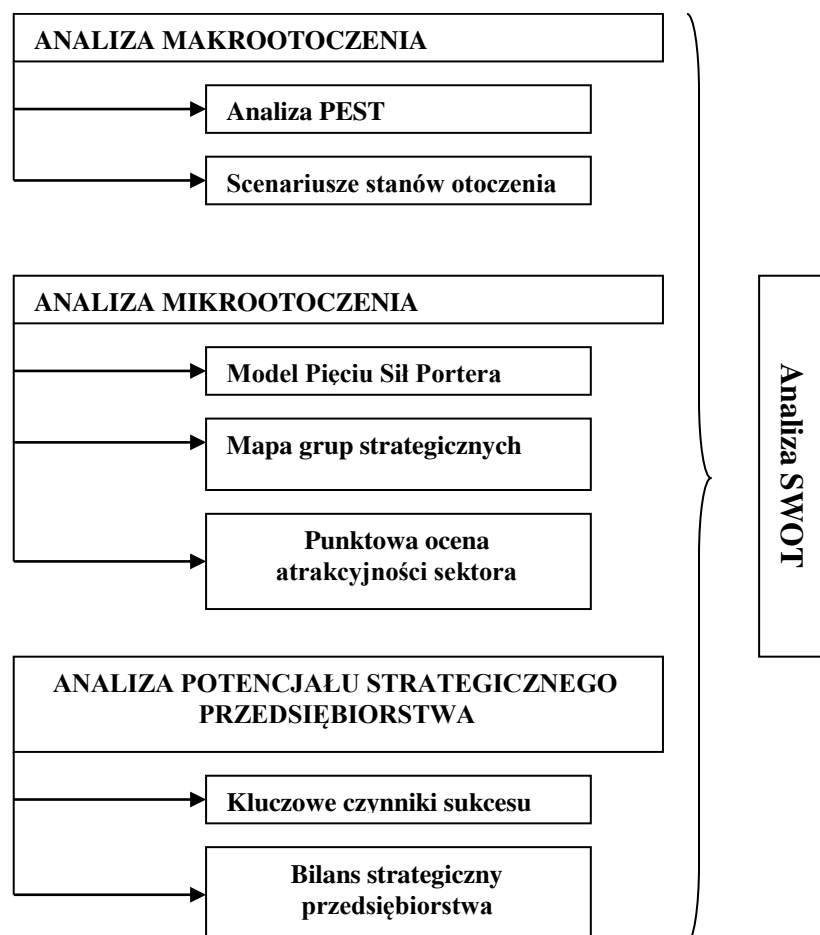 ANALIZA MAKROOTOCZENIA
Analiza PEST
Scenariusze stanów otoczenia
ANALIZA MIKROOTOCZENIA
Model Pięciu Sił Portera
Mapa grup strategicznych
Punktowa ocena
atrakcyjności sektora
ANALIZA POTENCJAŁU STRATEGICZNEGO
PRZEDSIĘBIORSTWA
Kluczowe czynniki sukcesu
Bilans strategiczny
przedsiębiorstwa
Analiza SWOT